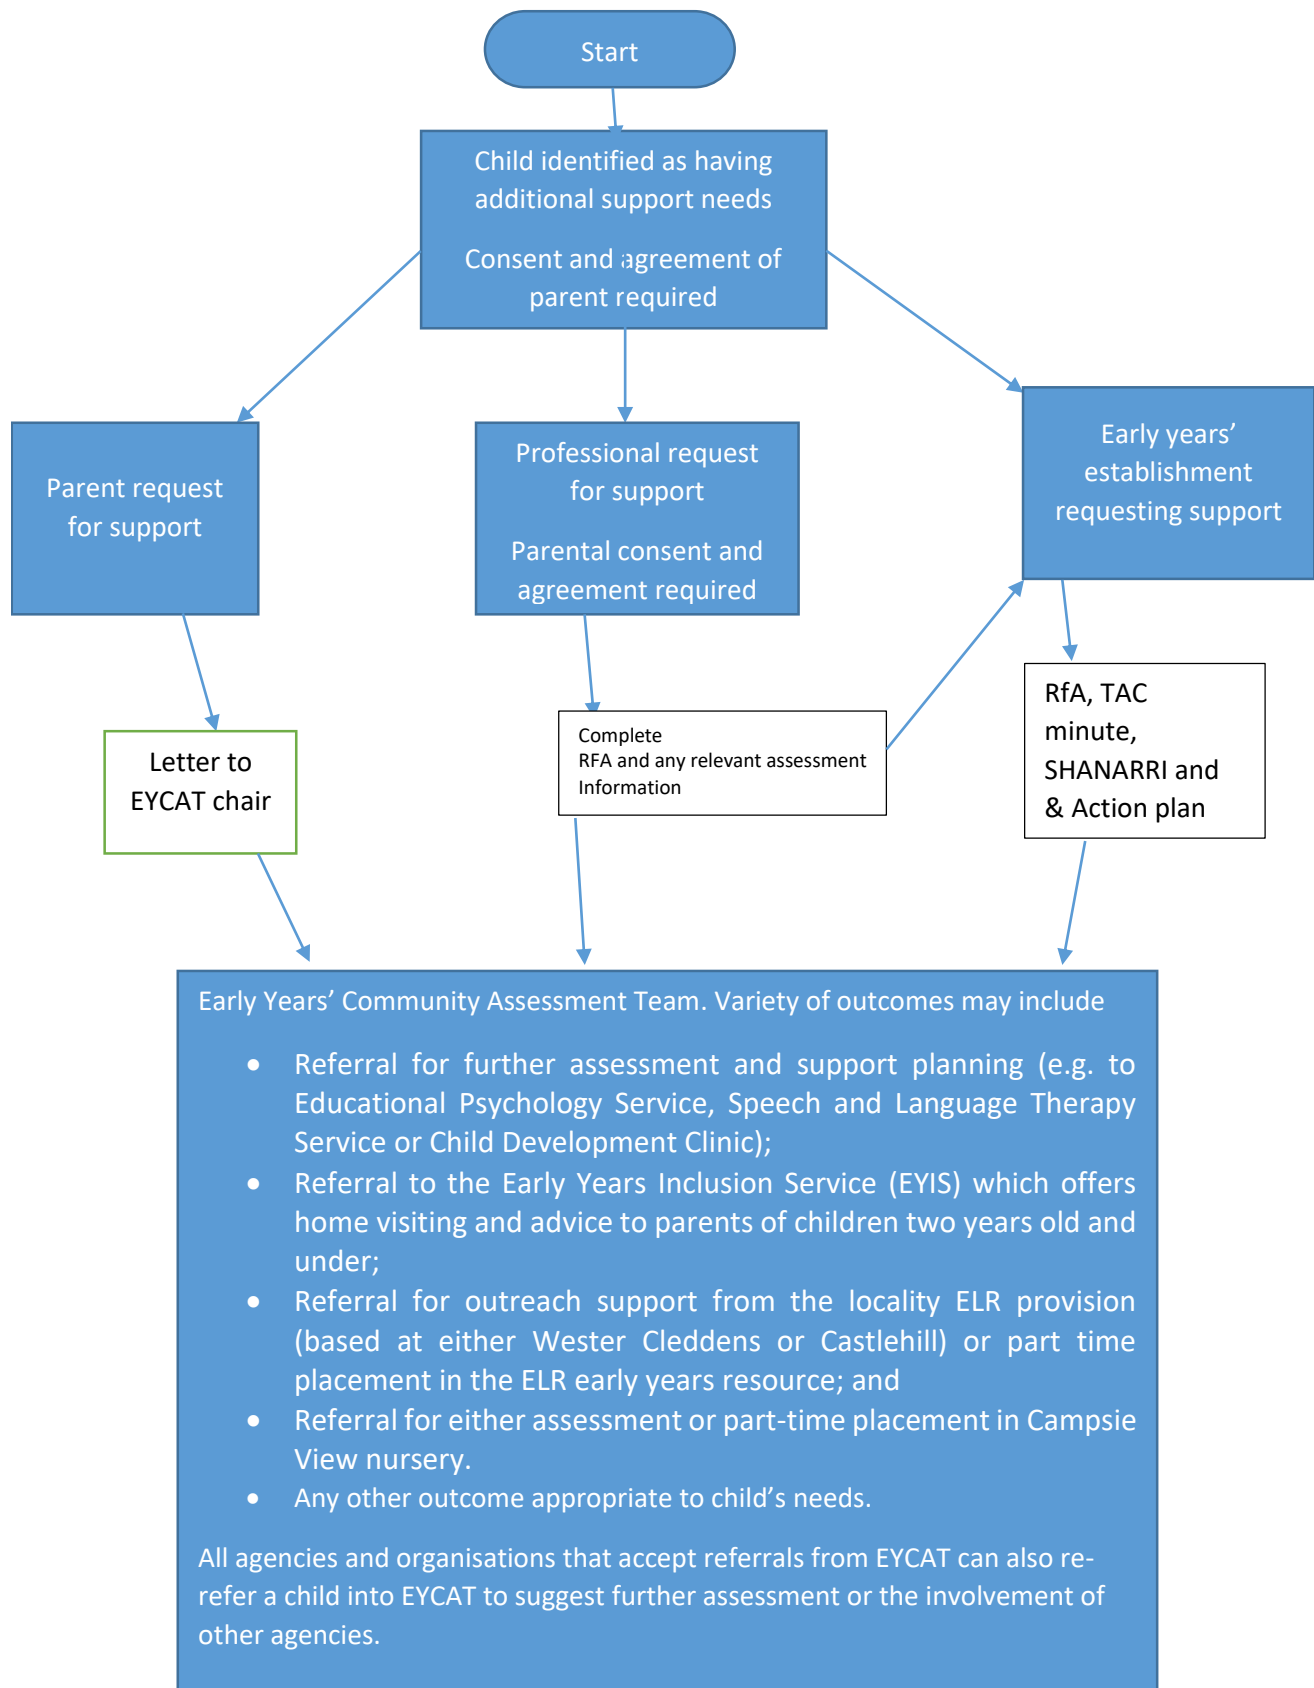 Start
Child identified as having
additional support needs
Consent and agreement of
parent required
Parent request
for support
Professional request
for support
Parental consent and
agreement required
Early years’
establishment
requesting support
Letter to
EYCAT chair
Complete
RFA and any relevant assessment
Information
RfA, TAC
minute,
SHANARRI and
& Action plan
Early Years’ Community Assessment Team. Variety of outcomes may include
• Referral for further assessment and support planning (e.g. to
Educational Psychology Service, Speech and Language Therapy
Service or Child Development Clinic);
• Referral to the Early Years Inclusion Service (EYIS) which offers
home visiting and advice to parents of children two years old and
under;
• Referral for outreach support from the locality ELR provision
(based at either Wester Cleddens or Castlehill) or part time
placement in the ELR early years resource; and
• Referral for either assessment or part-time placement in Campsie
View nursery.
• Any other outcome appropriate to child’s needs.
All agencies and organisations that accept referrals from EYCAT can also re-
refer a child into EYCAT to suggest further assessment or the involvement of
other agencies.